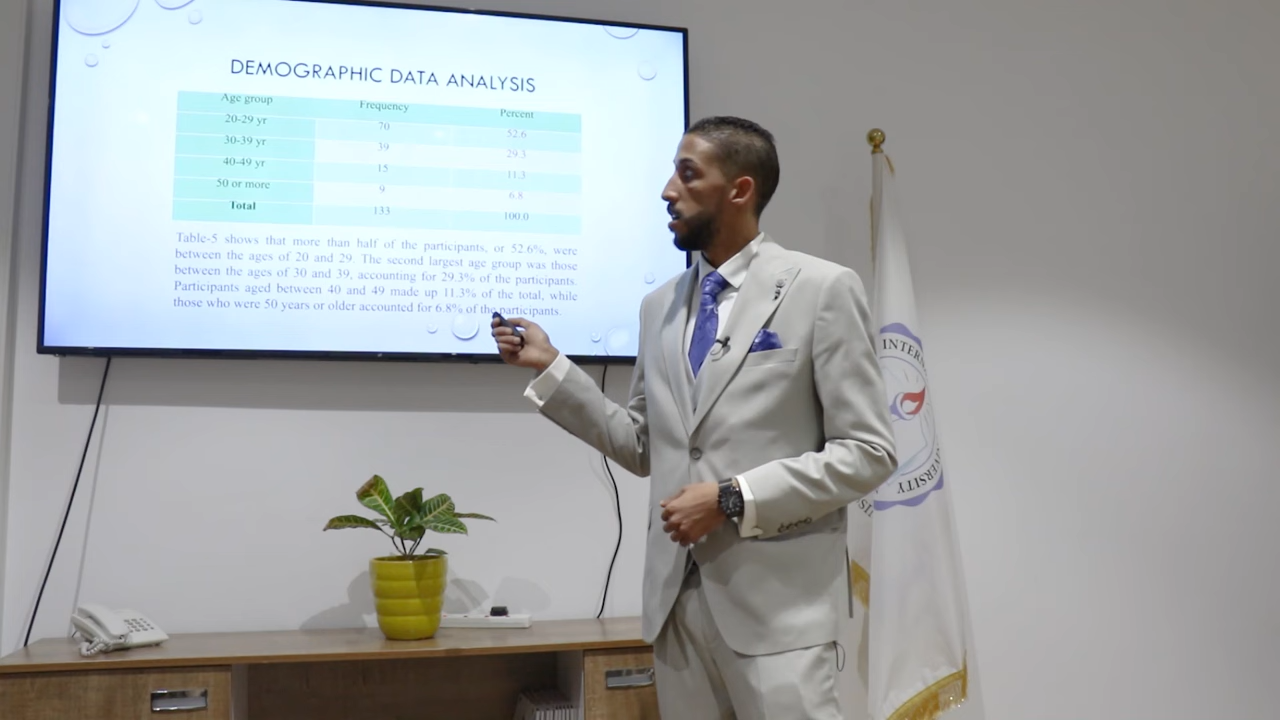 DEMOGRAPHIC DATA ANALYSIS
Age group Frequency Percent
20-29 yr 70 52.6
30-39 yr 39 29.3
40-49 yr 15 11.3
50 or more 9 6.8
Total 133 100.0
Table-5 shows that more than half of the participants, or 52.6%, were
between the ages of 20 and 29. The second largest age group was those
between the ages of 30 and 39, accounting for 29.3% of the participants.
Participants aged between 40 and 49 made up 11.3% of the total, while
those who were 50 years or older accounted for 6.8% of the participants.